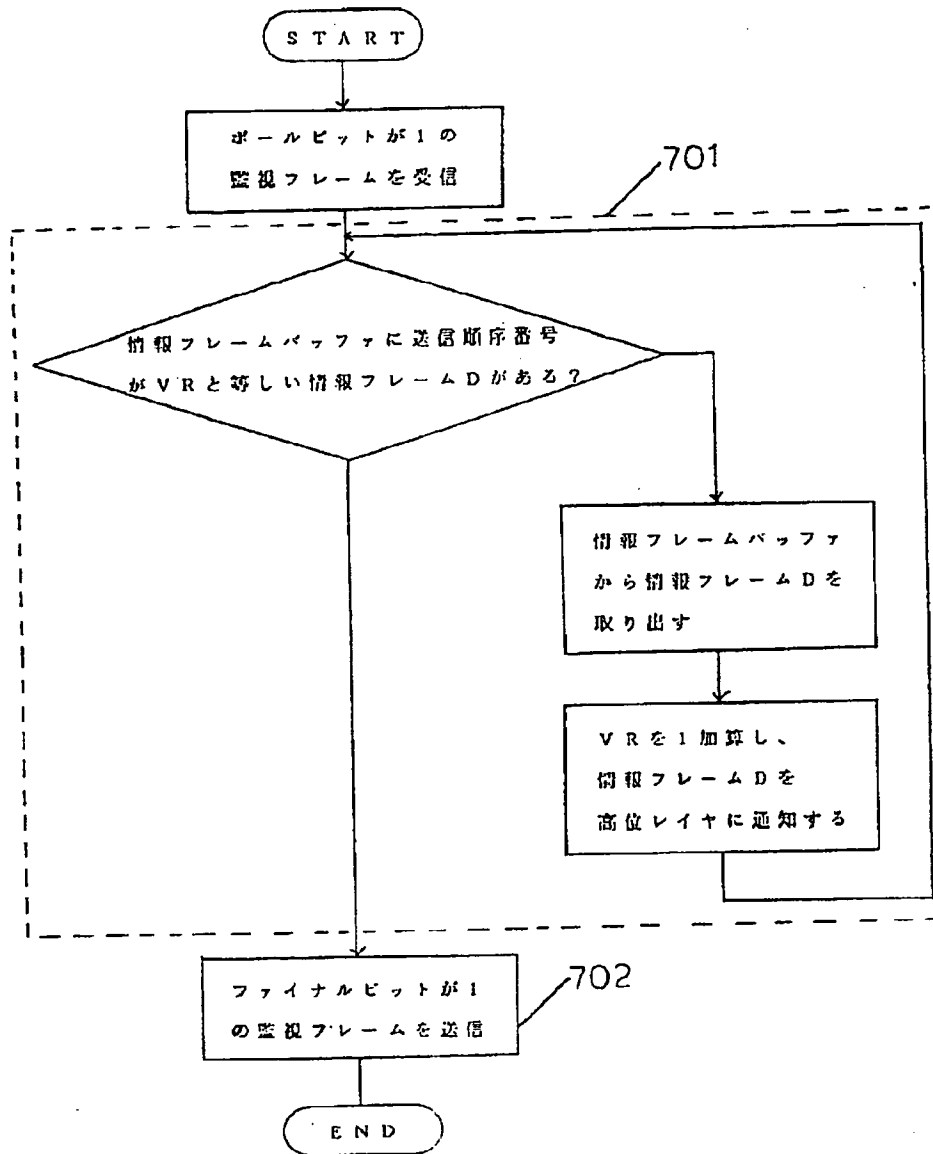 START
ポールビットが1の
監視フレームを受信
701
情報フレームバッファに送信順序番号
がVRと等しい情報フレームDがある?
情報フレームバッファ
から情報フレームDを
取り出す
VRを1加算し、
情報フレームDを
高位レイヤに通知する
ファイナルビットが1
の監視フレームを送信
702
END